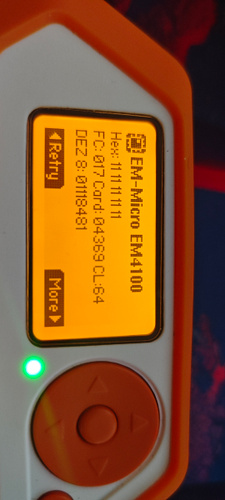 EM-Micro EM4100
Hex: 11 11 11 11 11
FC: 017 Card: 04369 CL:64
DEZ 8: 01118481
Retry
More